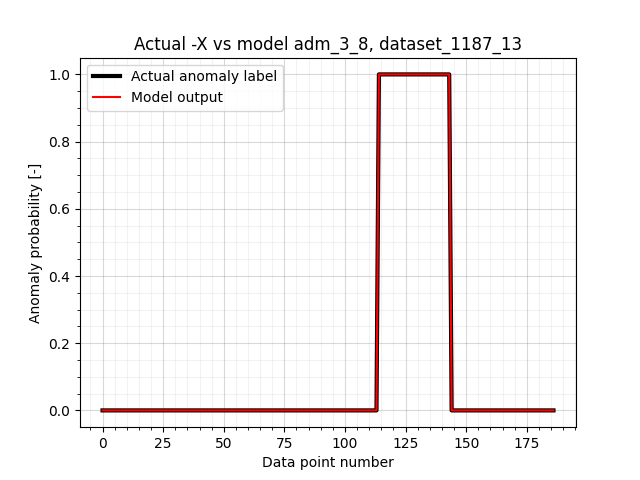 Actual -X vs model adm_3_8, dataset_1187_13
Actual anomaly label
Model output
1.0
0.8
0.6
0.4
0.2
0.0
Anomaly probability [-]
0 25 50 75 100 125 150 175
Data point number